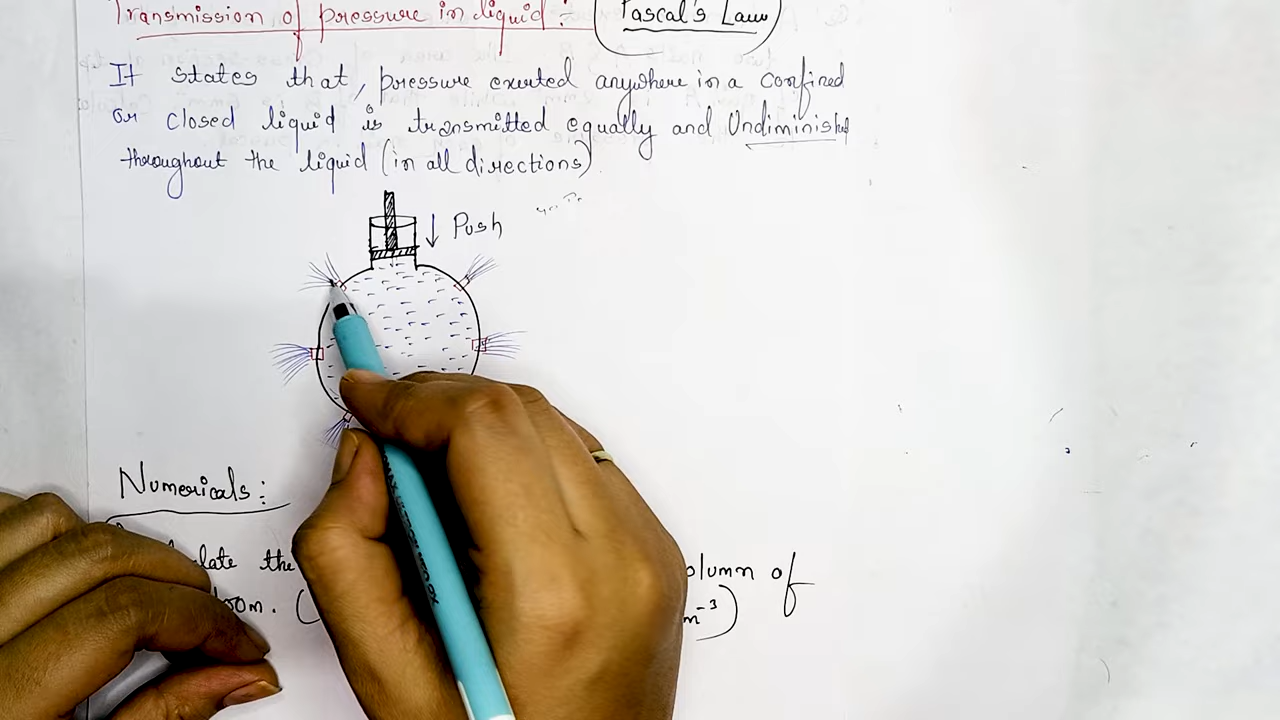 Transmission of pressure in liquid :- (Pascal's Law)
It states that, pressure exerted anywhere in a confined
or closed liquid is transmitted equally and Undiminished
throughout the liquid (in all directions)
Push
Numericals :
the column of
m⁻³)